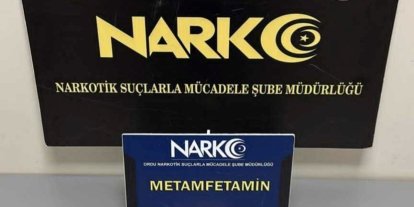 NARKO
NARKOTİK SUÇLARLA MÜCADELE ŞUBE MÜDÜRLÜĞÜ
NARKO
ORDU NARKOTİK SUÇLARLA MÜCADELE ŞUBE MÜDÜRLÜĞÜ
METAMFETAMİN